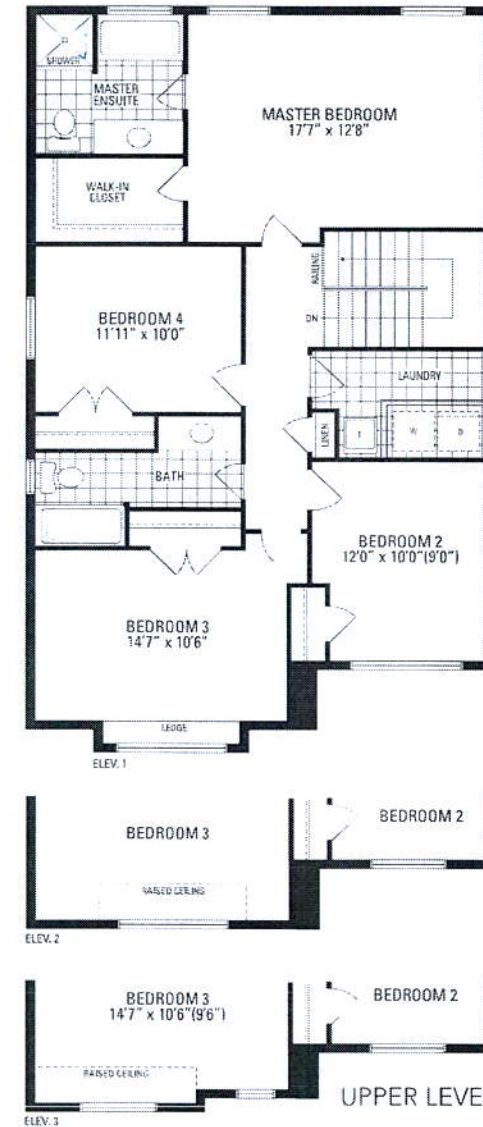 SHOWER
MASTER
ENSUITE
MASTER BEDROOM
17'7" x 12'8"
WALK-IN
CLOSET
RAILING
BEDROOM 4
11'11" x 10'0"
DN
LAUNDRY
LINEN
T
W
D
BATH
BEDROOM 2
12'0" x 10'0"(9'0")
BEDROOM 3
14'7" x 10'6"
LEDGE
ELEV. 1
BEDROOM 3
BEDROOM 2
RAISED CEILING
ELEV. 2
BEDROOM 3
14'7" x 10'6"(9'6")
BEDROOM 2
RAISED CEILING
UPPER LEVE
ELEV. 3